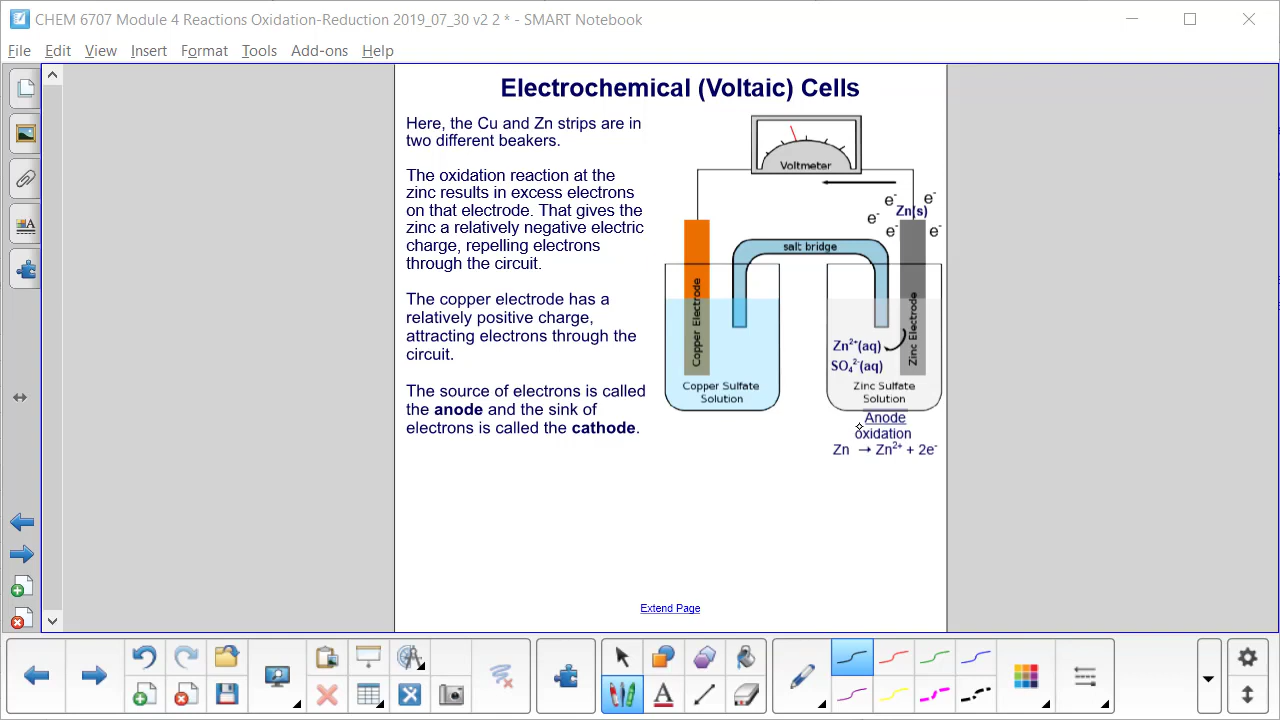 CHEM 6707 Module 4 Reactions Oxidation-Reduction 2019_07_30 v2 2 * - SMART Notebook
File Edit View Insert Format Tools Add-ons Help
Electrochemical (Voltaic) Cells
Here, the Cu and Zn strips are in
two different beakers.
The oxidation reaction at the
zinc results in excess electrons
on that electrode. That gives the
zinc a relatively negative electric
charge, repelling electrons
through the circuit.
The copper electrode has a
relatively positive charge,
attracting electrons through the
circuit.
The source of electrons is called
the anode and the sink of
electrons is called the cathode.
Voltmeter
e⁻ e⁻
Zn(s)
e⁻
e⁻ e⁻
salt bridge
Copper Electrode
Zinc Electrode
Zn²⁺(aq)
SO₄²⁻(aq)
Copper Sulfate
Solution
Zinc Sulfate
Solution
Anode
oxidation
Zn → Zn²⁺ + 2e⁻
Extend Page